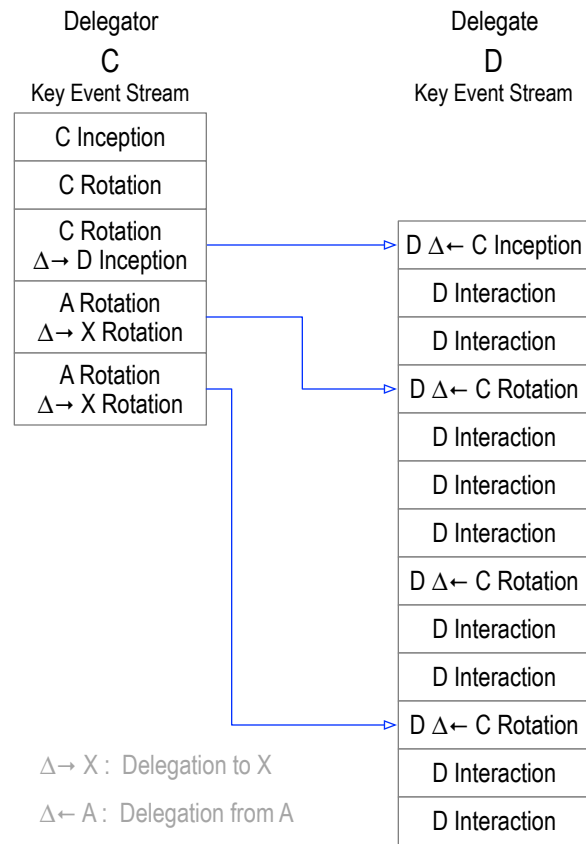 Delegator
C
Key Event Stream
C Inception
C Rotation
C Rotation
Δ→ D Inception
A Rotation
Δ→ X Rotation
A Rotation
Δ→ X Rotation
Delegate
D
Key Event Stream
D Δ← C Inception
D Interaction
D Interaction
D Δ← C Rotation
D Interaction
D Interaction
D Interaction
D Δ← C Rotation
D Interaction
D Interaction
D Δ← C Rotation
D Interaction
D Interaction
Δ→ X : Delegation to X
Δ← A : Delegation from A